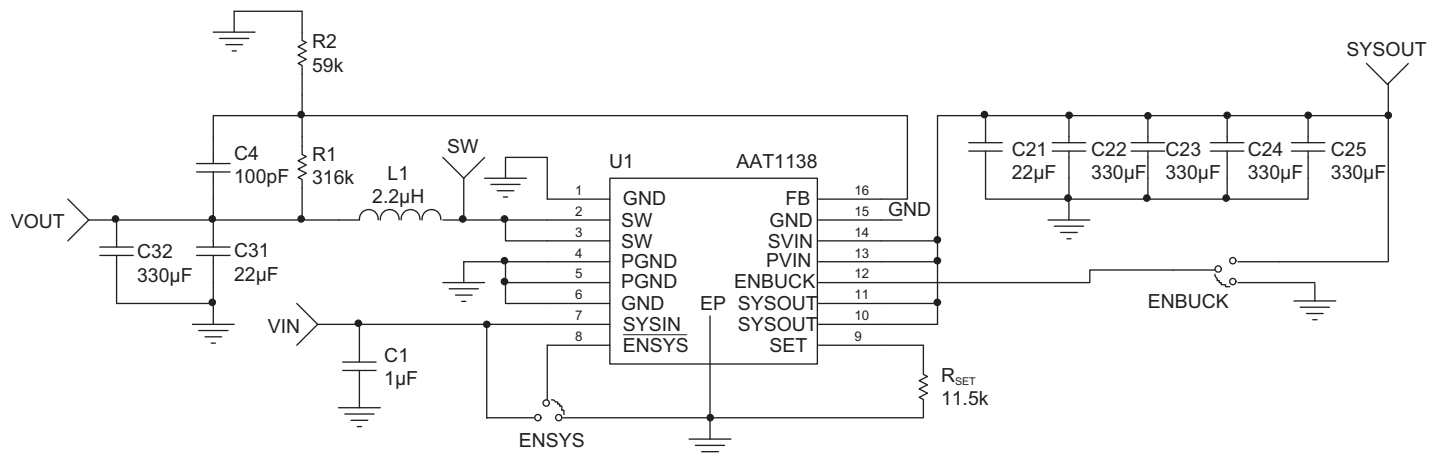 R2
59k
SYSOUT
C4
100pF
R1
316k
L1
2.2µH
SW
U1
AAT1138
C21
22µF
C22
330µF
C23
330µF
C24
330µF
C25
330µF
VOUT
C32
330µF
C31
22µF
1
GND
2
SW
3
SW
4
PGND
5
PGND
6
GND
7
SYSIN
8
ENSYS
EP
FB
16
GND
15
GND
SVIN
14
PVIN
13
ENBUCK
12
SYSOUT
11
SYSOUT
10
SET
9
ENBUCK
VIN
C1
1µF
ENSYS
RSET
11.5k